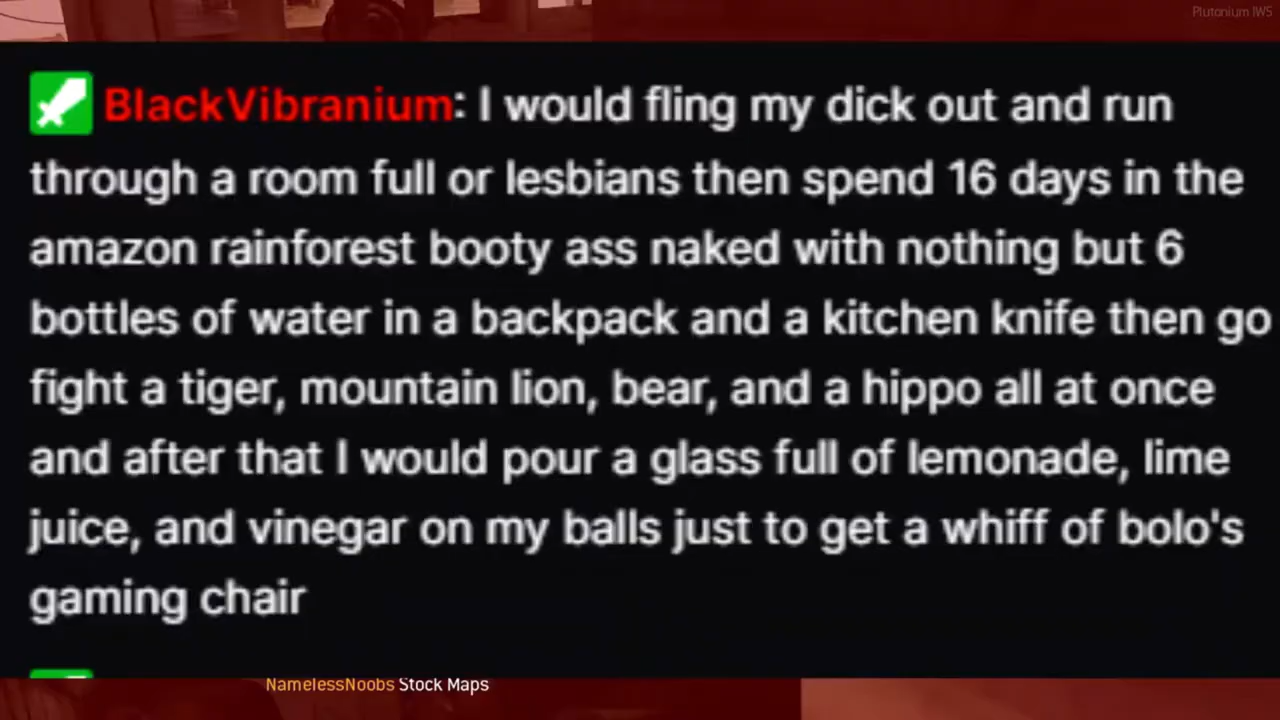 Plutonium IW5
BlackVibranium: I would fling my dick out and run
through a room full or lesbians then spend 16 days in the
amazon rainforest booty ass naked with nothing but 6
bottles of water in a backpack and a kitchen knife then go
fight a tiger, mountain lion, bear, and a hippo all at once
and after that I would pour a glass full of lemonade, lime
juice, and vinegar on my balls just to get a whiff of bolo's
gaming chair
NamelessNoobs Stock Maps